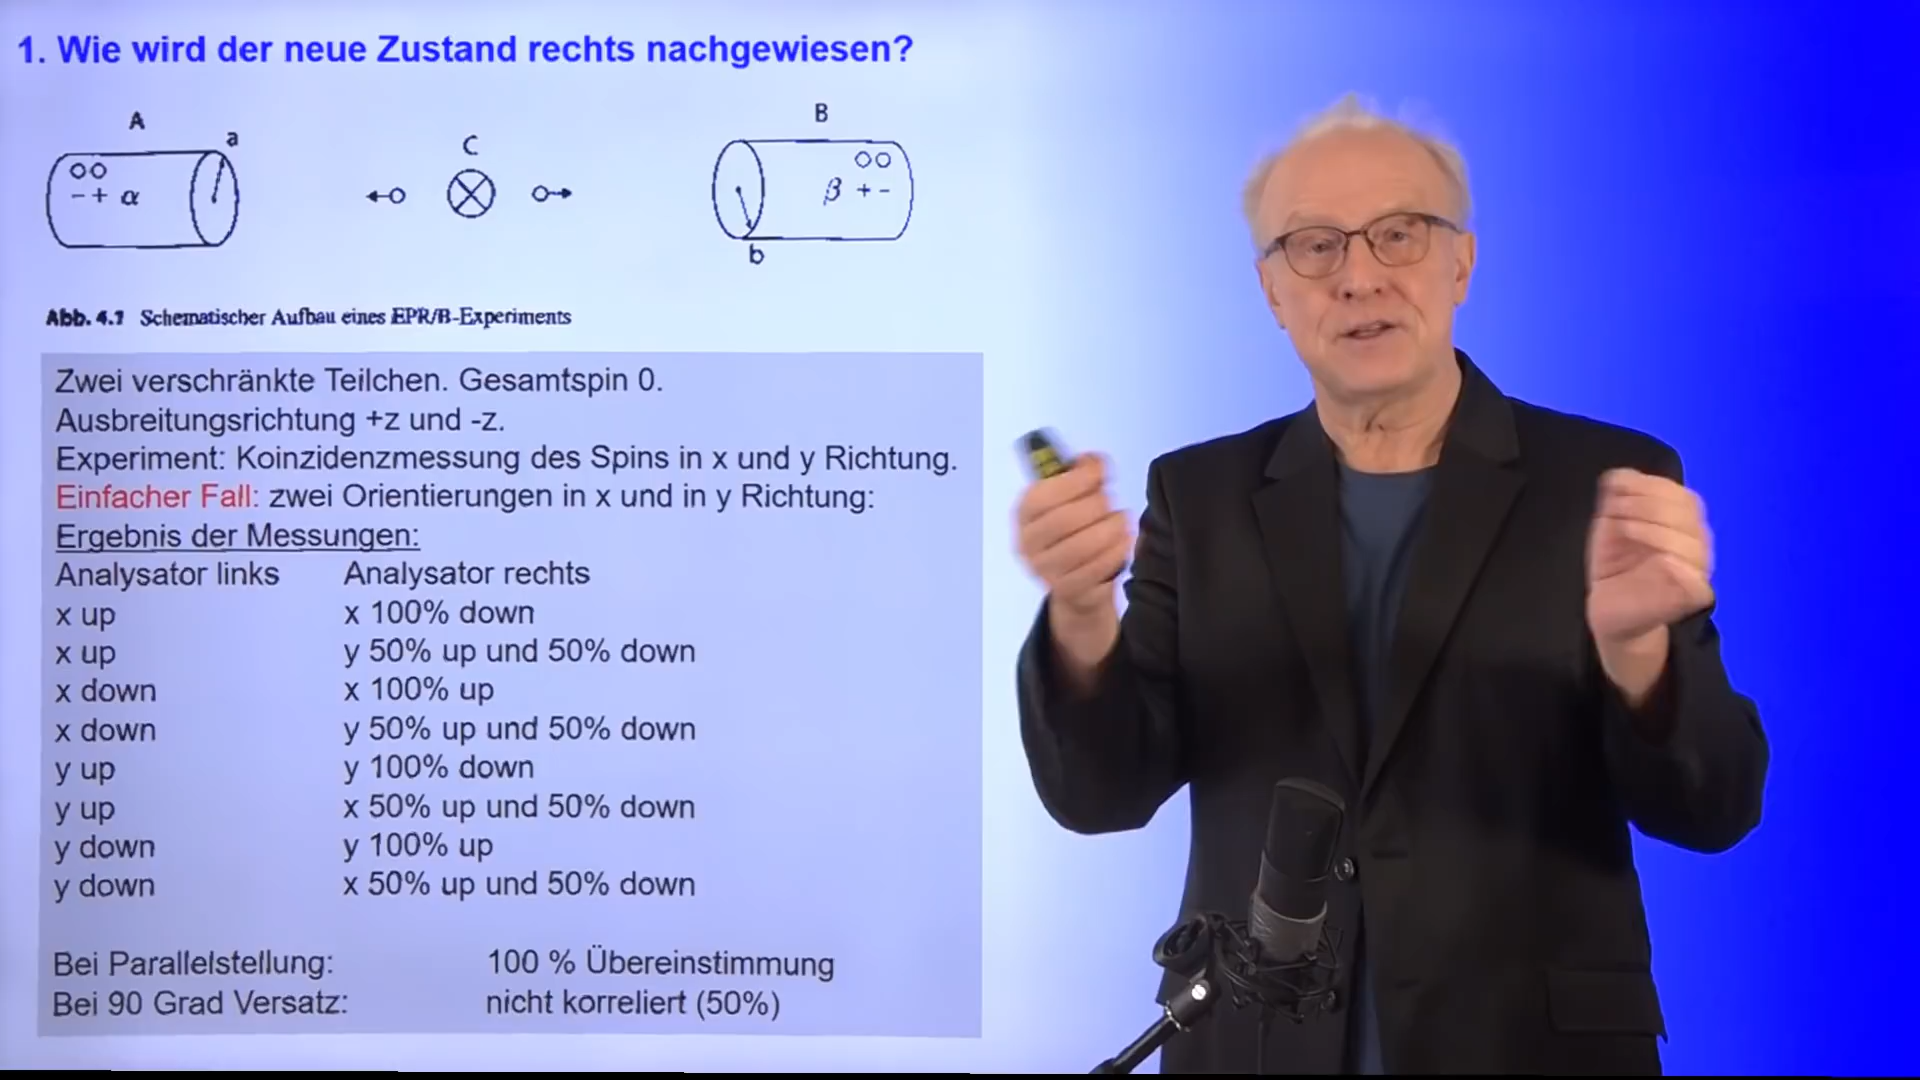 1. Wie wird der neue Zustand rechts nachgewiesen?
A
a
- + α
C
B
β + -
b
Abb. 4.1 Schematischer Aufbau eines EPR/B-Experiments
Zwei verschränkte Teilchen. Gesamtspin 0.
Ausbreitungsrichtung +z und -z.
Experiment: Koinzidenzmessung des Spins in x und y Richtung.
Einfacher Fall: zwei Orientierungen in x und in y Richtung:
Ergebnis der Messungen:
Analysator links Analysator rechts
x up x 100% down
x up y 50% up und 50% down
x down x 100% up
x down y 50% up und 50% down
y up y 100% down
y up x 50% up und 50% down
y down y 100% up
y down x 50% up und 50% down
Bei Parallelstellung: 100 % Übereinstimmung
Bei 90 Grad Versatz: nicht korreliert (50%)